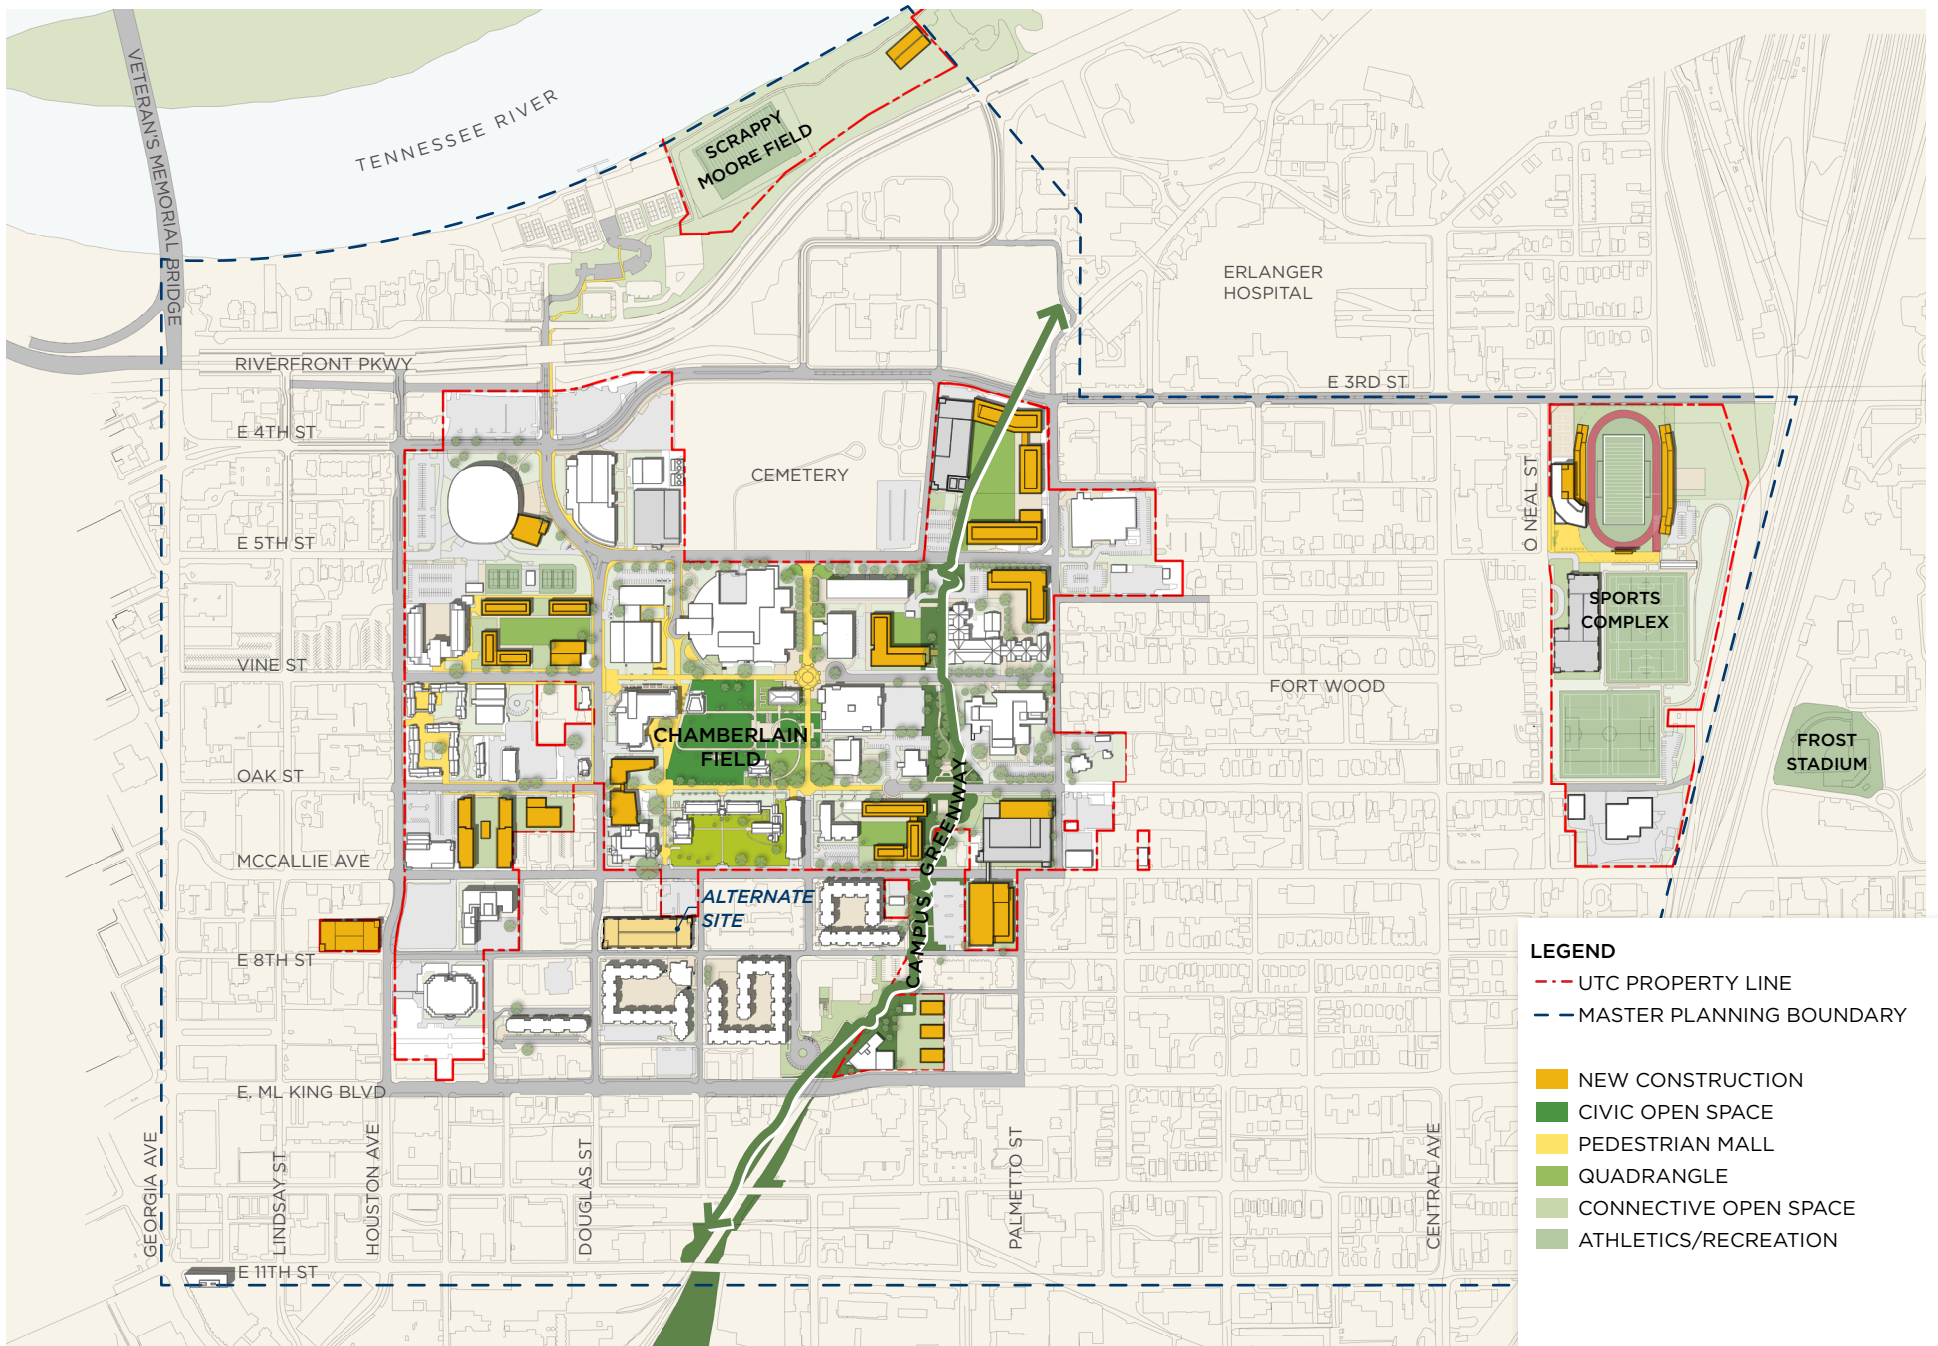 VETERAN'S MEMORIAL BRIDGE
TENNESSEE RIVER
SCRAPPY
MOORE FIELD
ERLANGER
HOSPITAL
RIVERFRONT PKWY
E 3RD ST
E 4TH ST
CEMETERY
O NEAL ST
E 5TH ST
SPORTS
COMPLEX
VINE ST
FORT WOOD
CHAMBERLAIN
FIELD
FROST
STADIUM
OAK ST
CAMPUS GREENWAY
MCCALLIE AVE
ALTERNATE
SITE
E 8TH ST
E. ML KING BLVD
GEORGIA AVE
LINDSAY ST
HOUSTON AVE
DOUGLAS ST
PALMETTO ST
CENTRAL AVE
E 11TH ST
LEGEND
UTC PROPERTY LINE
MASTER PLANNING BOUNDARY
NEW CONSTRUCTION
CIVIC OPEN SPACE
PEDESTRIAN MALL
QUADRANGLE
CONNECTIVE OPEN SPACE
ATHLETICS/RECREATION